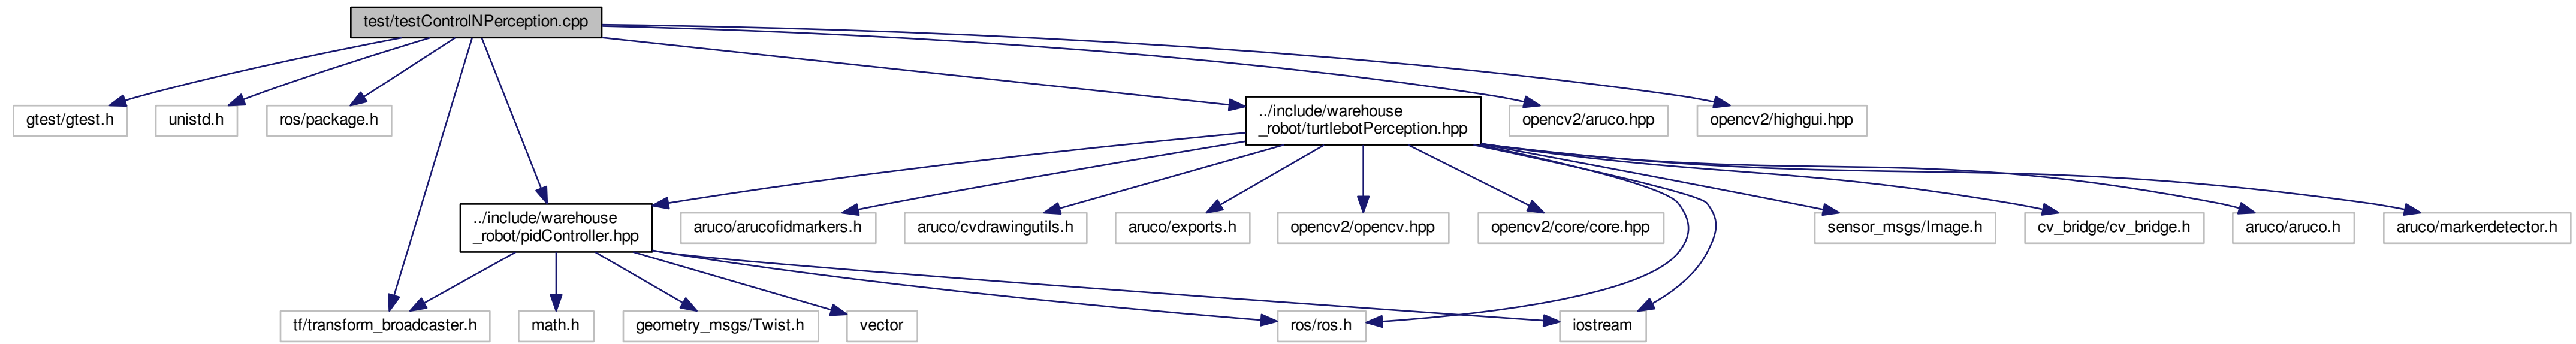 test/testControlNPerception.cpp
gtest/gtest.h
unistd.h
ros/package.h
../include/warehouse
_robot/turtlebotPerception.hpp
opencv2/aruco.hpp
opencv2/highgui.hpp
../include/warehouse
_robot/pidController.hpp
aruco/arucofidmarkers.h
aruco/cvdrawingutils.h
aruco/exports.h
opencv2/opencv.hpp
opencv2/core/core.hpp
sensor_msgs/Image.h
cv_bridge/cv_bridge.h
aruco/aruco.h
aruco/markerdetector.h
tf/transform_broadcaster.h
math.h
geometry_msgs/Twist.h
vector
ros/ros.h
iostream